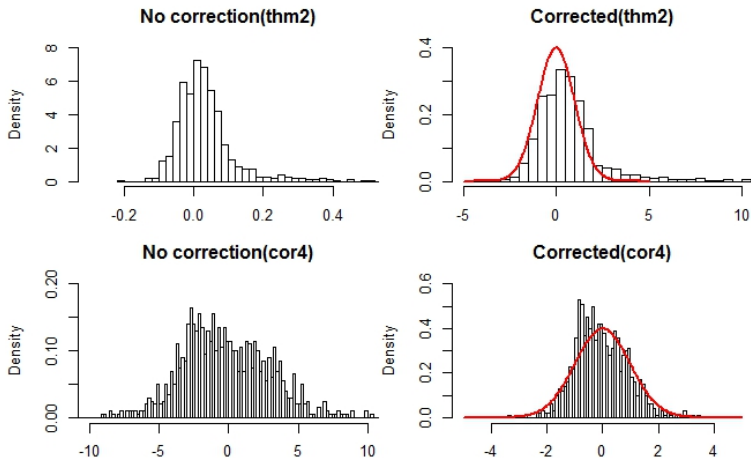 No correction(thm2)
Density
0 2 4 6 8
-0.2 0.0 0.2 0.4
Corrected(thm2)
Density
0.0 0.2 0.4
-5 0 5 10
No correction(cor4)
Density
0.00 0.10 0.20
-10 -5 0 5 10
Corrected(cor4)
Density
0.0 0.2 0.4 0.6
-4 -2 0 2 4